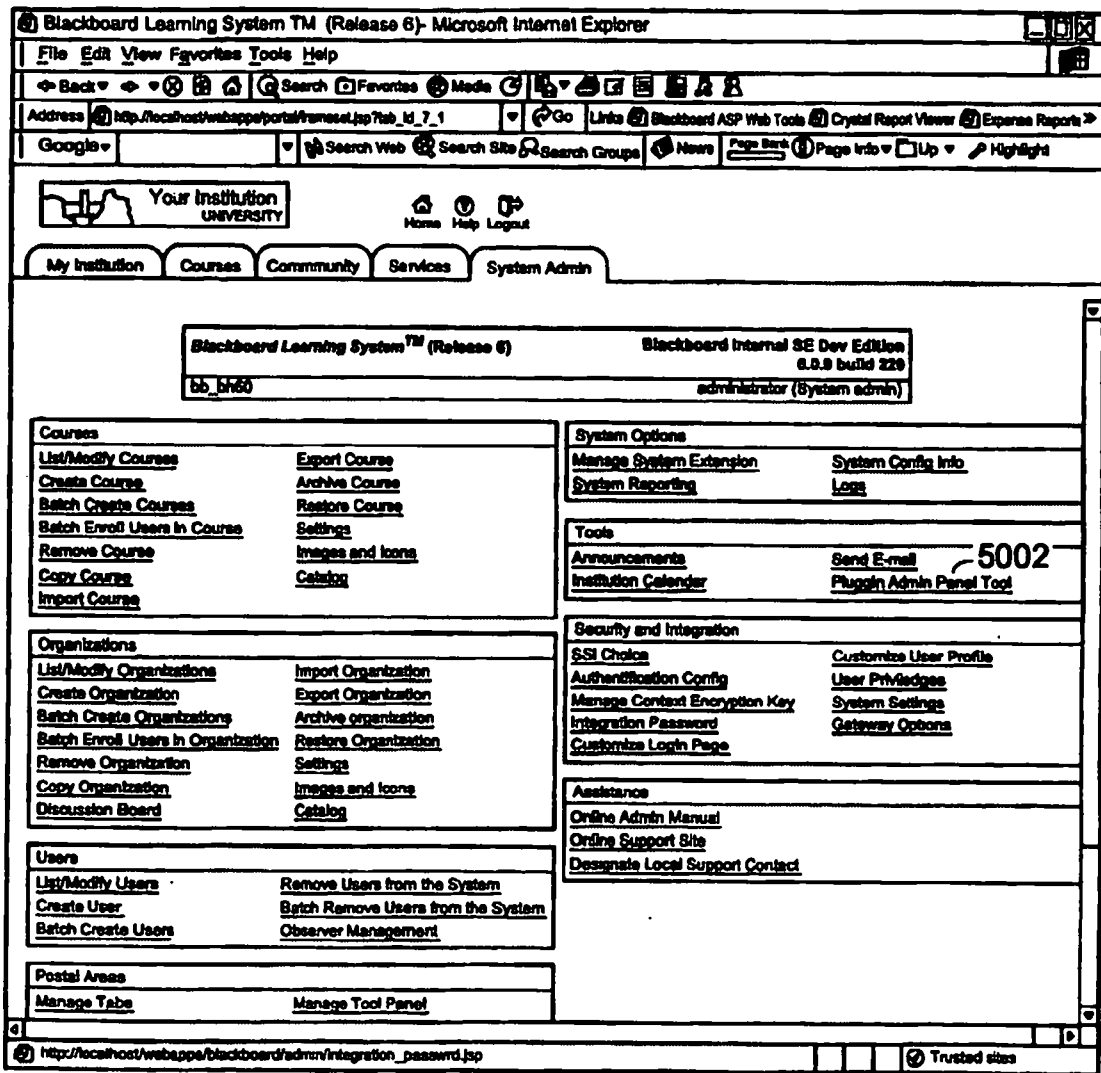 Blackboard Learning System TM (Release 6)- Microsoft Internet Explorer
File Edit View Favorites Tools Help
Back Search Favorites Media
Address http://localhost/webapps/portal/frameset.jsp?tab_id_7_1 Go Links Blackboard ASP Web Tools Crystal Report Viewer Expense Reports »
Google Search Web Search Site Search Groups News Page Rank Page Info Up Highlight
Your Institution
UNIVERSITY
Home Help Logout
My Institution Courses Commmunity Services System Admin
Blackboard Learning System TM (Release 6) Blackboard Internal SE Dev Edition
6.0.9 build 229
bb_bh60 administrator (System admin)
Courses
List/Modify Courses Export Course
Create Course Archive Course
Batch Create Courses Restore Course
Batch Enroll Users in Course Settings
Remove Course Images and Icons
Copy Course Catalog
Import Course
Organizations
List/Modify Organizations Import Organization
Create Organization Export Organization
Batch Create Organizations Archive organization
Batch Enroll Users in Organization Restore Organization
Remove Organization Settings
Copy Organization Images and Icons
Discussion Board Catalog
Users
List/Modify Users Remove Users from the System
Create User Batch Remove Users from the System
Batch Create Users Observer Management
Postal Areas
Manage Tabs Manage Tool Panel
System Options
Manage System Extension System Config Info
System Reporting Logs
Tools
Announcements Send E-mail 5002
Institution Calendar Pluggin Admin Panel Tool
Security and Integration
SSI Choice Customize User Profile
Authentification Config User Priviledges
Manage Context Encryption Key System Settings
Integration Password Gateway Options
Customize Login Page
Assistance
Online Admin Manual
Online Support Site
Designate Local Support Contact
http://localhost/webapps/blackboard/admin/integration_passwrd.jsp Trusted sites